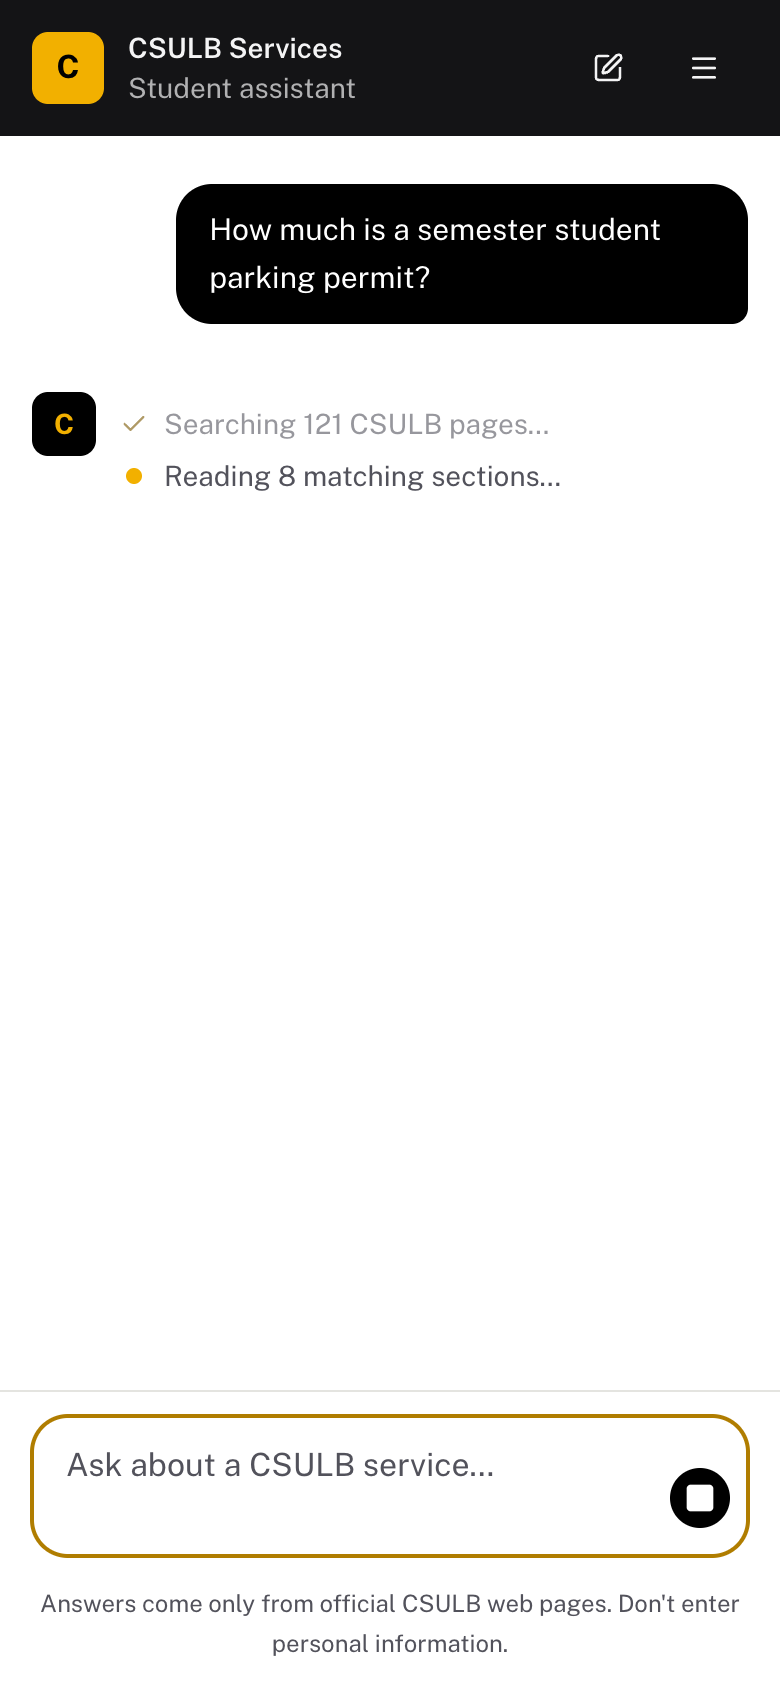 C
CSULB Services
Student assistant
How much is a semester student
parking permit?
C
Searching 121 CSULB pages...
Reading 8 matching sections...
Ask about a CSULB service...
Answers come only from official CSULB web pages. Don't enter
personal information.